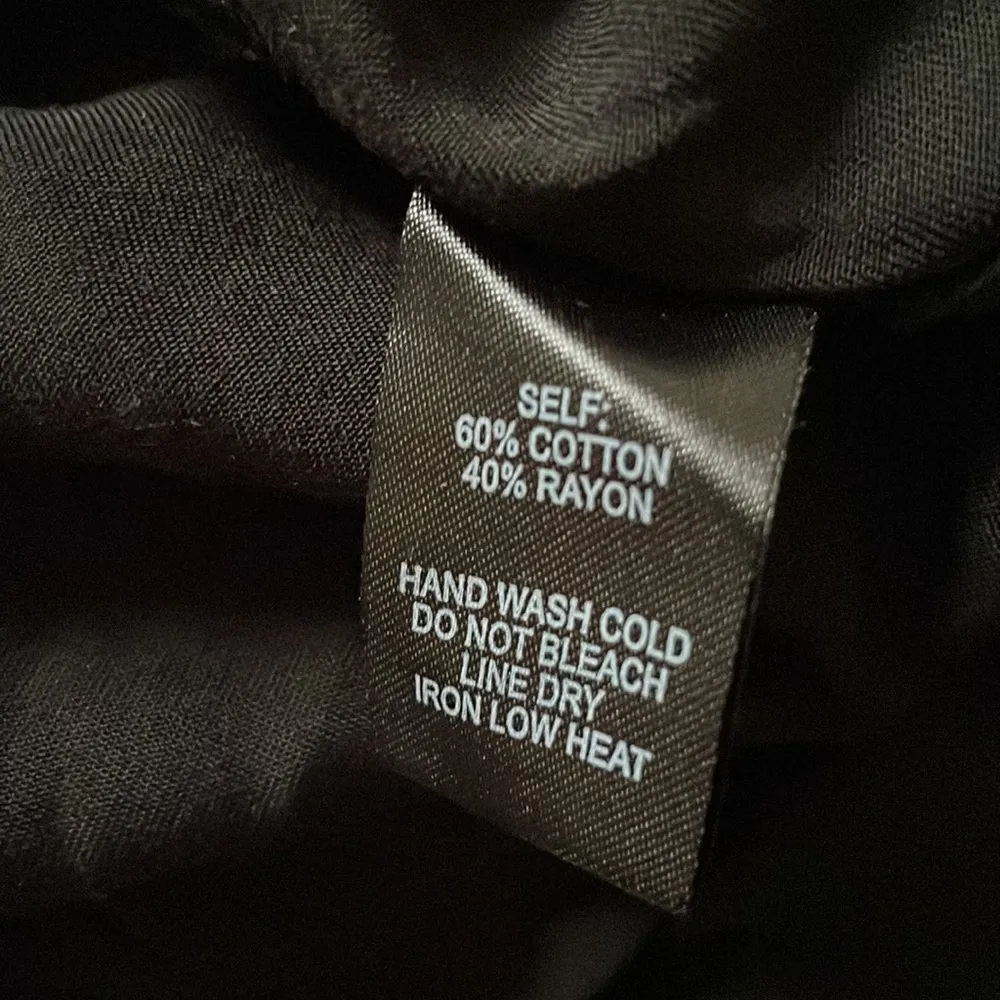 SELF:
60% COTTON
40% RAYON
HAND WASH COLD
DO NOT BLEACH
LINE DRY
IRON LOW HEAT